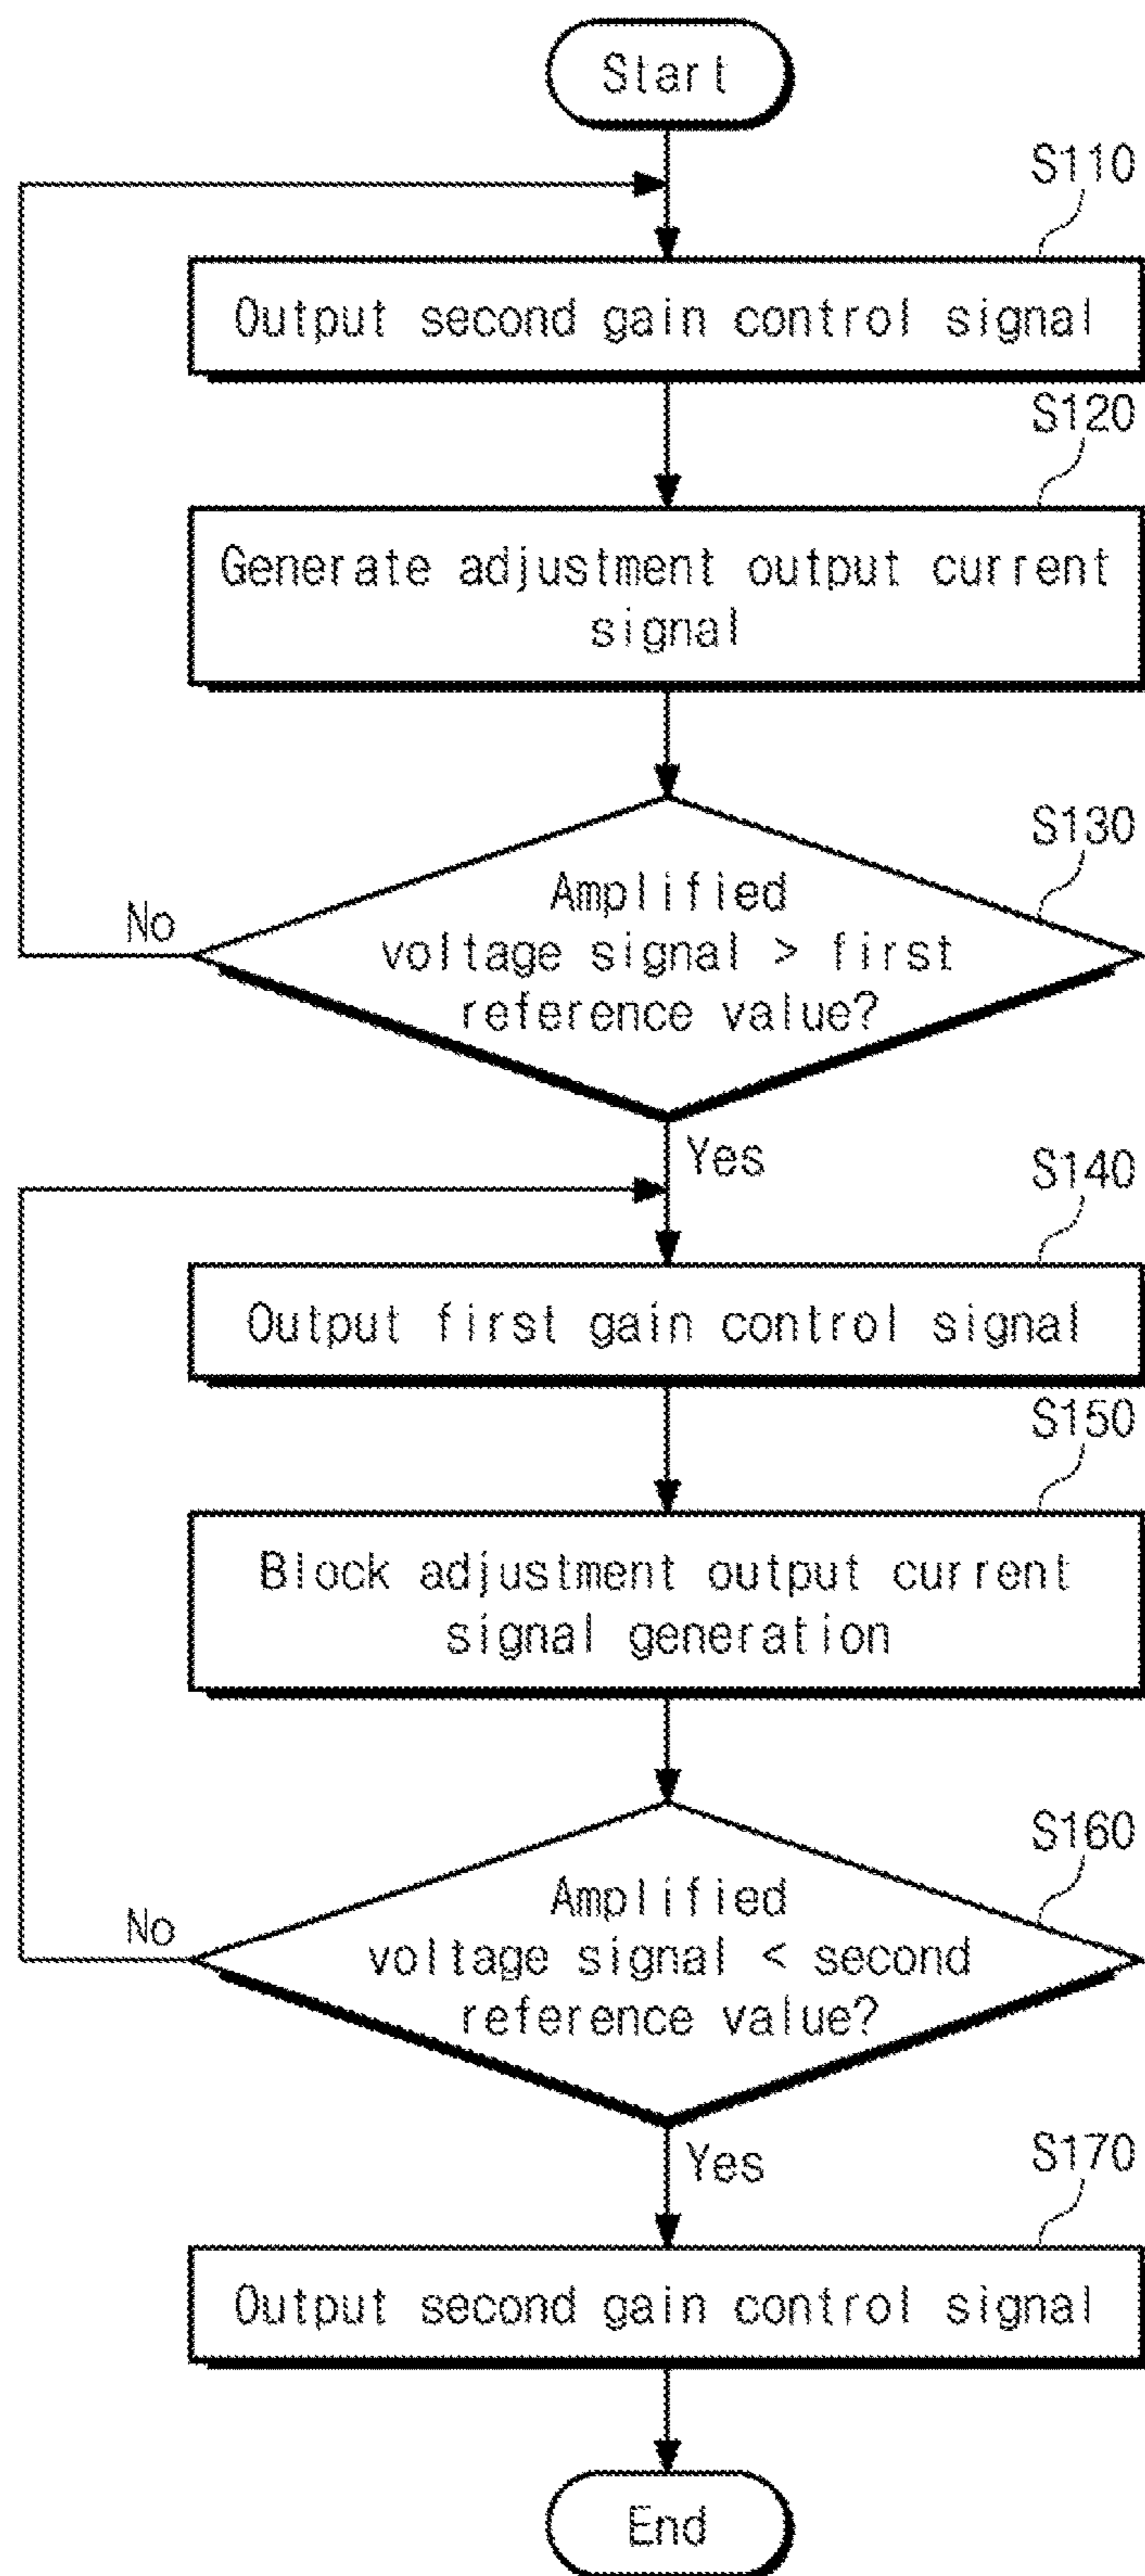 Start
S110
Output second gain control signal
S120
Generate adjustment output current
signal
S130
Amplified
voltage signal > first
reference value?
No
Yes
S140
Output first gain control signal
S150
Block adjustment output current
signal generation
S160
Amplified
voltage signal < second
reference value?
No
Yes
S170
Output second gain control signal
End